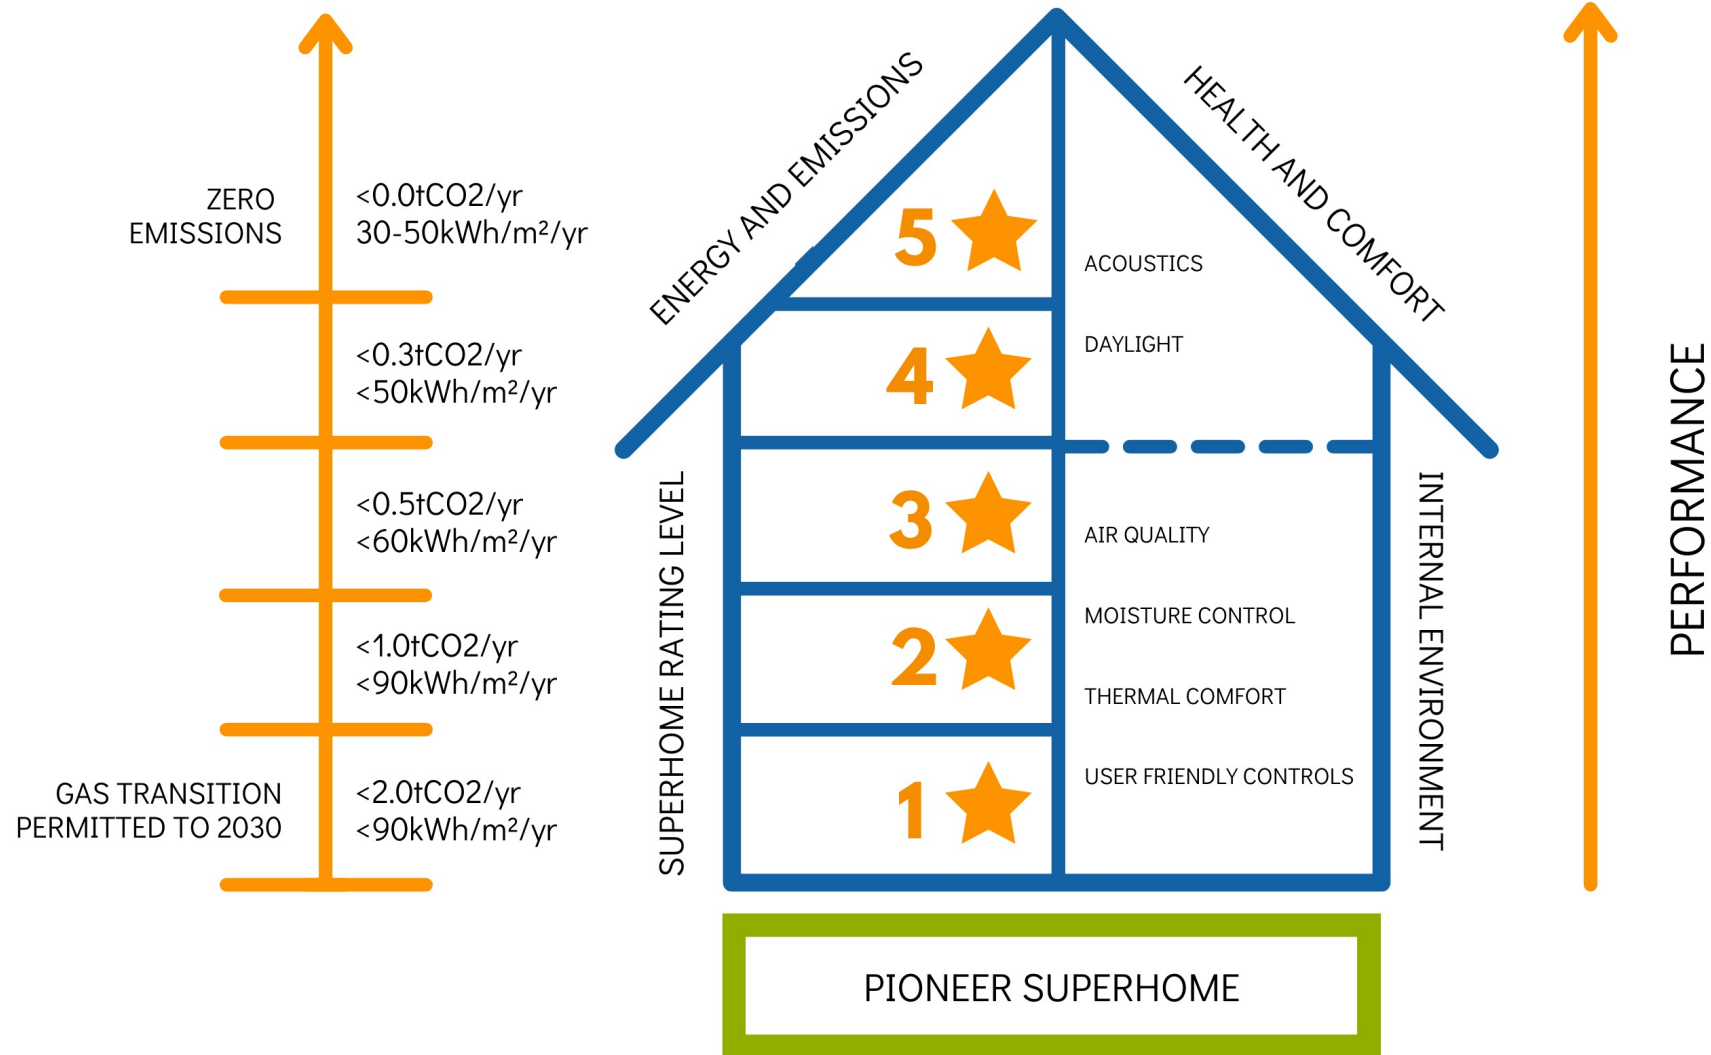 ZERO
EMISSIONS
<0.0tCO2/yr
30-50kWh/m²/yr
<0.3tCO2/yr
<50kWh/m²/yr
<0.5tCO2/yr
<60kWh/m²/yr
<1.0tCO2/yr
<90kWh/m²/yr
GAS TRANSITION
PERMITTED TO 2030
<2.0tCO2/yr
<90kWh/m²/yr
ENERGY AND EMISSIONS
SUPERHOME RATING LEVEL
5
4
3
2
1
HEALTH AND COMFORT
ACOUSTICS
DAYLIGHT
AIR QUALITY
MOISTURE CONTROL
THERMAL COMFORT
USER FRIENDLY CONTROLS
INTERNAL ENVIRONMENT
PERFORMANCE
PIONEER SUPERHOME